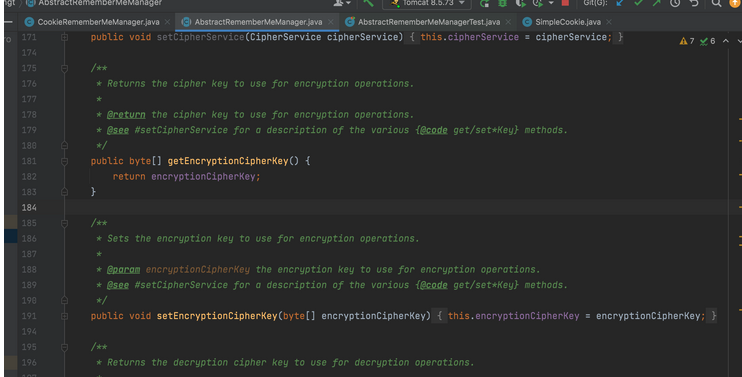 AbstractRememberMeManager
Tomcat 8.5.73
Git(G):
CookieRememberMeManager.java
AbstractRememberMeManager.java
AbstractRememberMeManagerTest.java
SimpleCookie.java
171 public void setCipherService(CipherService cipherService) { this.cipherService = cipherService; }
7 6
174
175 /**
176 * Returns the cipher key to use for encryption operations.
177 *
178 * @return the cipher key to use for encryption operations.
179 * @see #setCipherService for a description of the various {@code get/set*Key} methods.
180 */
181 public byte[] getEncryptionCipherKey() {
182 return encryptionCipherKey;
183 }
184
185 /**
186 * Sets the encryption key to use for encryption operations.
187 *
188 * @param encryptionCipherKey the encryption key to use for encryption operations.
189 * @see #setCipherService for a description of the various {@code get/set*Key} methods.
190 */
191 public void setEncryptionCipherKey(byte[] encryptionCipherKey) { this.encryptionCipherKey = encryptionCipherKey; }
194
195 /**
196 * Returns the decryption cipher key to use for decryption operations.